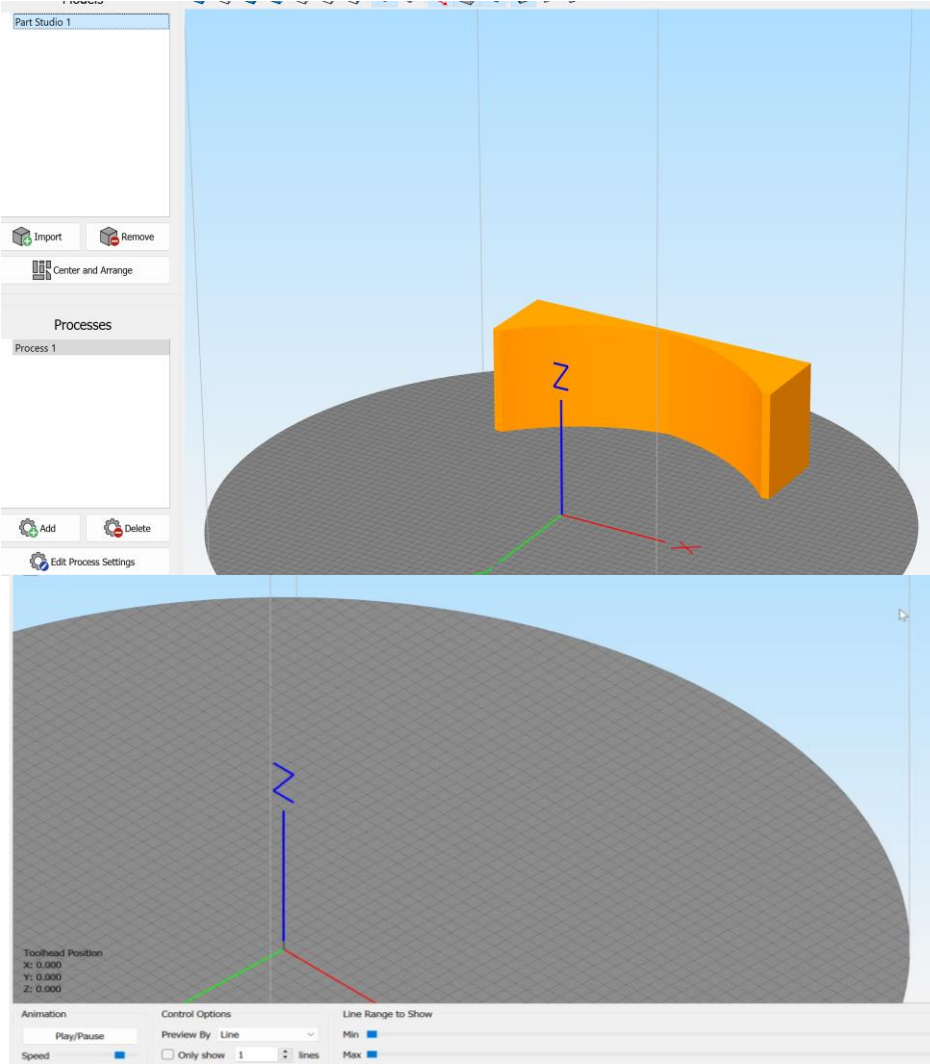 Models
Part Studio 1
Import
Remove
Center and Arrange
Processes
Process 1
Add
Delete
Edit Process Settings
Z
X
Z
Toolhead Position
X: 0.000
Y: 0.000
Z: 0.000
Animation
Control Options
Line Range to Show
Play/Pause
Preview By Line
Min
Speed
Only show 1 lines
Max